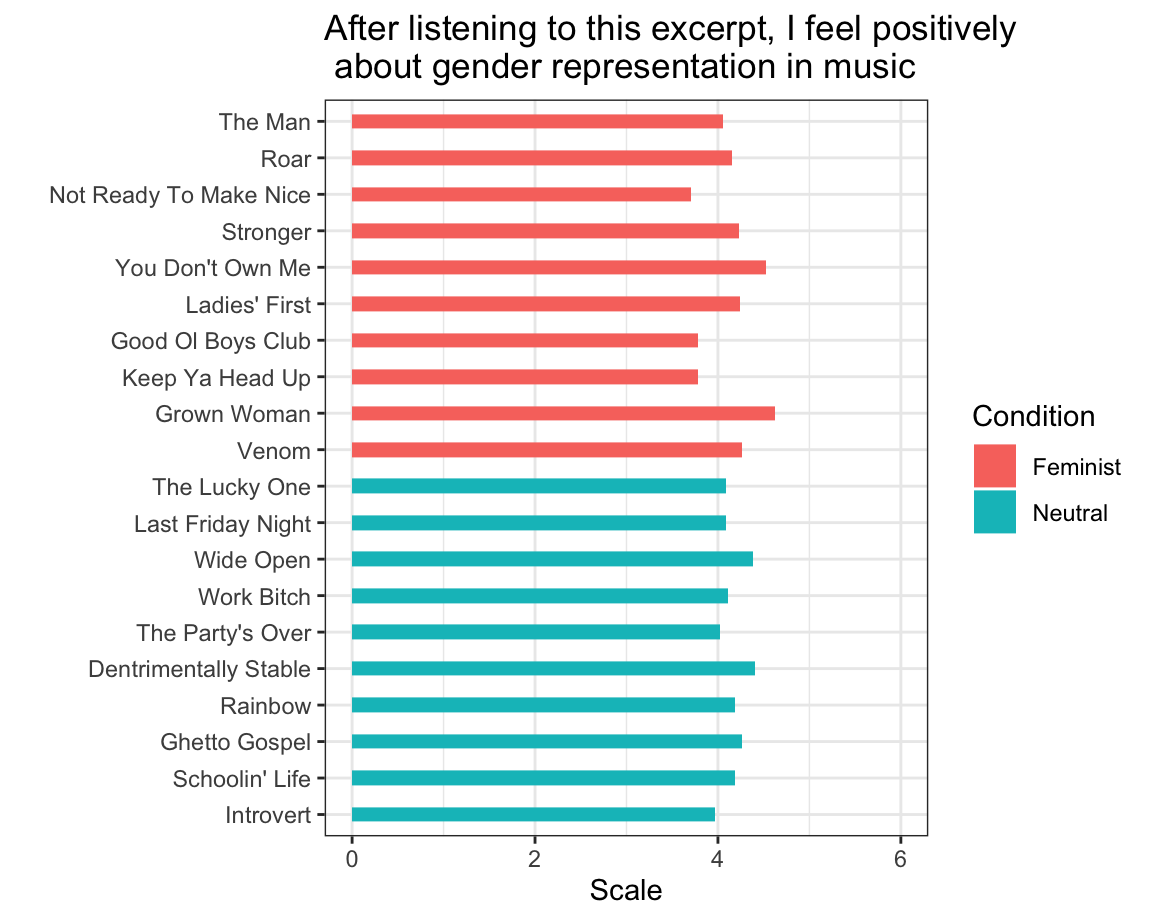 After listening to this excerpt, I feel positively
about gender representation in music
The Man
Roar
Not Ready To Make Nice
Stronger
You Don't Own Me
Ladies' First
Good Ol Boys Club
Keep Ya Head Up
Grown Woman
Venom
The Lucky One
Last Friday Night
Wide Open
Work Bitch
The Party's Over
Dentrimentally Stable
Rainbow
Ghetto Gospel
Schoolin' Life
Introvert
0 2 4 6
Scale
Condition
Feminist
Neutral